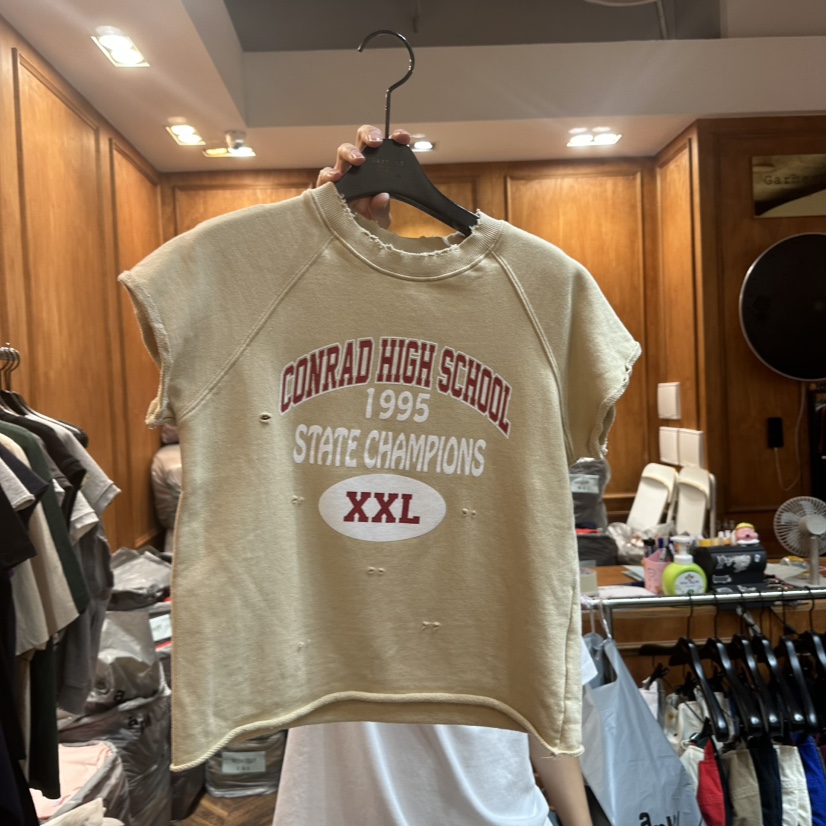 CONRAD HIGH SCHOOL
1995
STATE CHAMPIONS
XXL